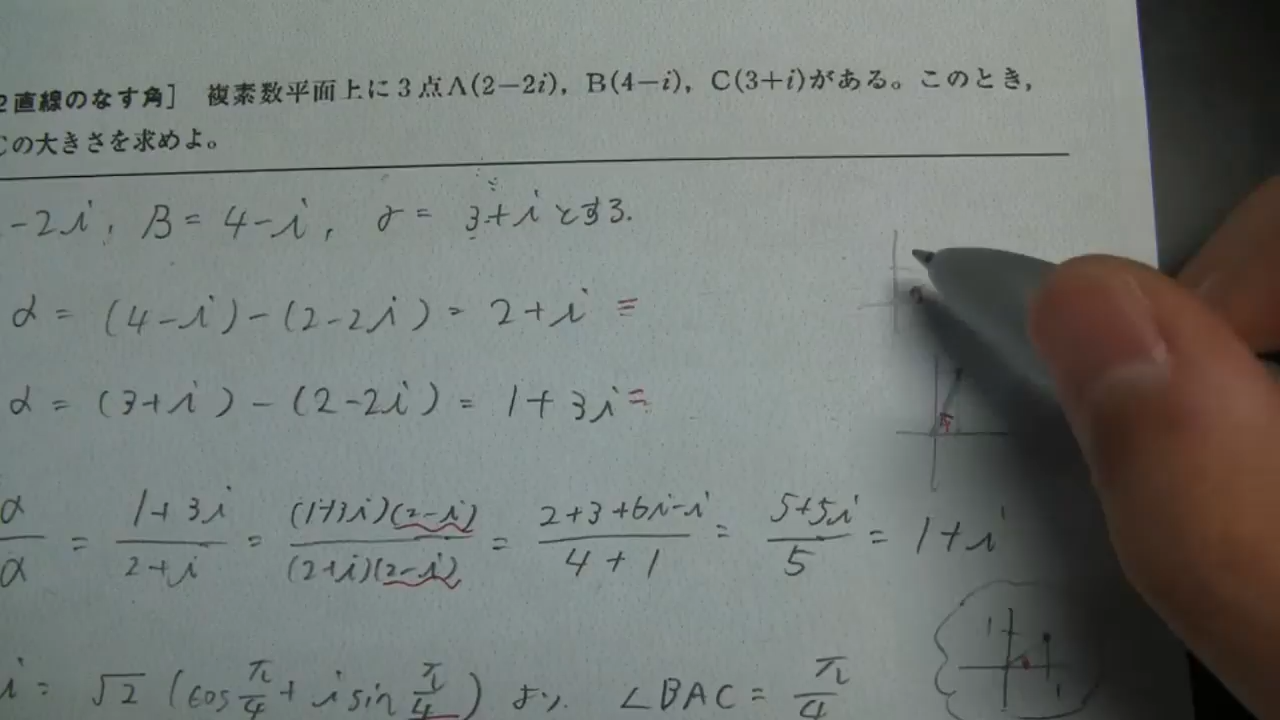 2直線のなす角] 複素数平面上に3点A(2-2i), B(4-i), C(3+i)がある。このとき,
Cの大きさを求めよ。
-2i, β = 4-i, γ = 3+i とする.
α = (4-i)-(2-2i) = 2+i =
α = (3+i)-(2-2i) = 1+3i =
α/α = (1+3i)/(2+i) = (1+3i)(2-i)/(2+i)(2-i) = (2+3+6i-i)/(4+1) = (5+5i)/5 = 1+i
i = √2 (cos π/4 + i sin π/4) より, ∠BAC = π/4
1
1